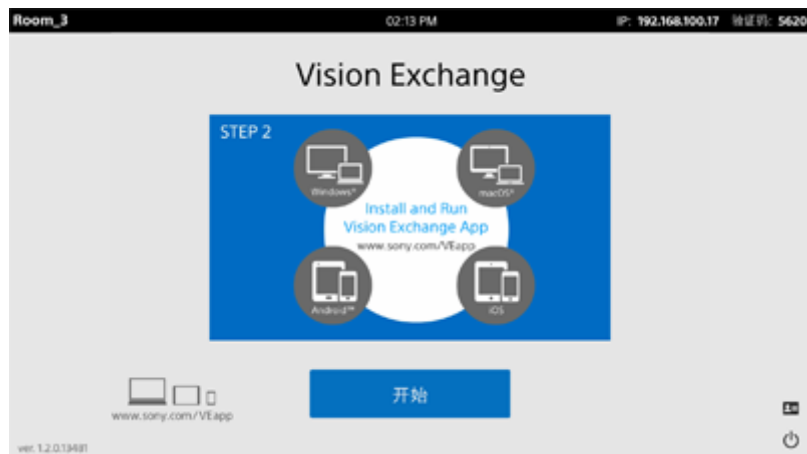 Room_3
02:13 PM
IP: 192.168.100.17 验证码: 5620
Vision Exchange
STEP 2
Windows®
macOS®
Install and Run
Vision Exchange App
www.sony.com/VEapp
Android™
iOS
开始
www.sony.com/VEapp
ver. 1.2.0.13481